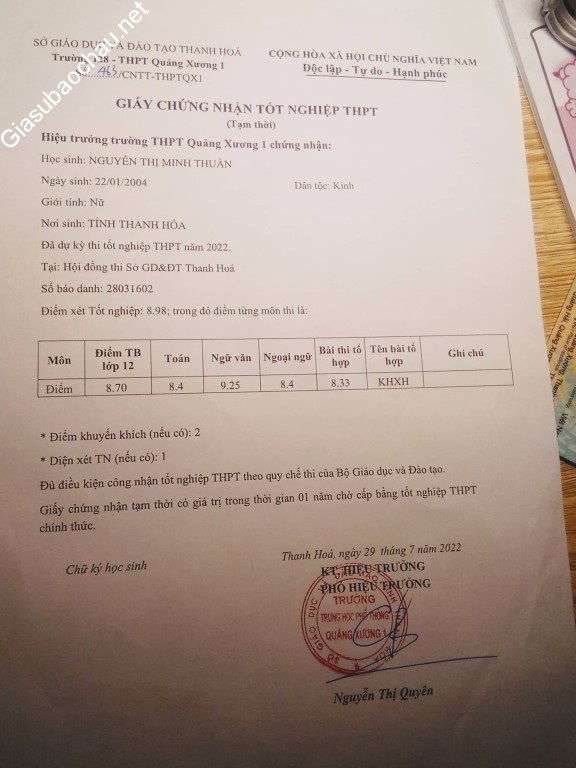 Giasubaochau.net
SỞ GIÁO DỤC VÀ ĐÀO TẠO THANH HOÁ
Trường 128 - THPT Quảng Xương 1
Số: 463/CNTT-THPTQX1
CỘNG HÒA XÃ HỘI CHỦ NGHĨA VIỆT NAM
Độc lập - Tự do - Hạnh phúc
GIẤY CHỨNG NHẬN TỐT NGHIỆP THPT
(Tạm thời)
Hiệu trưởng trường THPT Quảng Xương 1 chứng nhận:
Học sinh: NGUYỄN THỊ MINH THUẦN
Ngày sinh: 22/01/2004 Dân tộc: Kinh
Giới tính: Nữ
Nơi sinh: TỈNH THANH HÓA
Đã dự kỳ thi tốt nghiệp THPT năm 2022.
Tại: Hội đồng thi Sở GD&ĐT Thanh Hoá
Số báo danh: 28031602
Điểm xét Tốt nghiệp: 8.98; trong đó điểm từng môn thi là:
Môn Điểm TB lớp 12 Toán Ngữ văn Ngoại ngữ Bài thi tổ hợp Tên bài tổ hợp Ghi chú
Điểm 8.70 8.4 9.25 8.4 8.33 KHXH
* Điểm khuyến khích (nếu có): 2
* Diện xét TN (nếu có): 1
Đủ điều kiện công nhận tốt nghiệp THPT theo quy chế thi của Bộ Giáo dục và Đào tạo.
Giấy chứng nhận tạm thời có giá trị trong thời gian 01 năm chờ cấp bằng tốt nghiệp THPT
chính thức.
Thanh Hoá, ngày 29 tháng 7 năm 2022
Chữ ký học sinh
KT. HIỆU TRƯỞNG
PHÓ HIỆU TRƯỞNG
TRƯỜNG
TRUNG HỌC PHỔ THÔNG
QUẢNG XƯƠNG 1
Nguyễn Thị Quyên